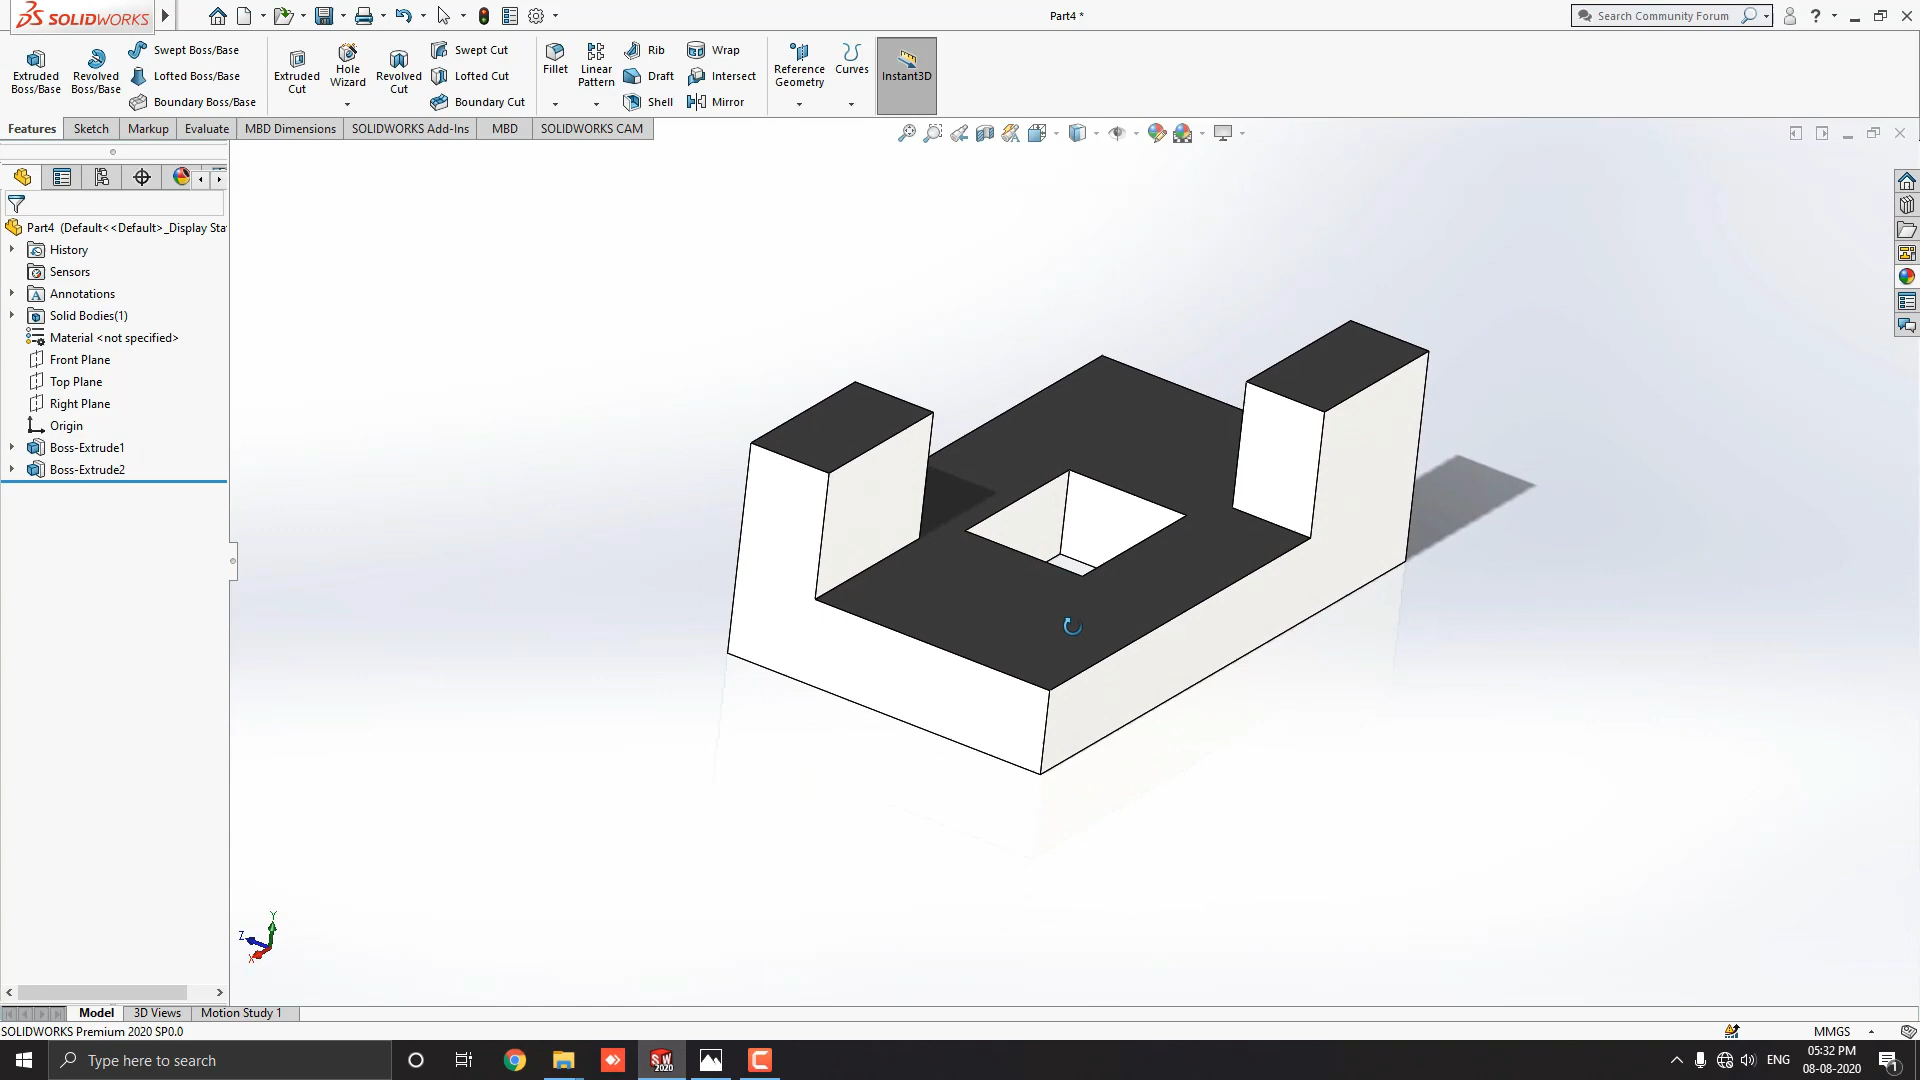 SOLIDWORKS
Part4 *
Search Community Forum
Extruded Boss/Base
Revolved Boss/Base
Swept Boss/Base
Lofted Boss/Base
Boundary Boss/Base
Extruded Cut
Hole Wizard
Revolved Cut
Swept Cut
Lofted Cut
Boundary Cut
Fillet
Linear Pattern
Rib
Draft
Shell
Wrap
Intersect
Mirror
Reference Geometry
Curves
Instant3D
Features
Sketch
Markup
Evaluate
MBD Dimensions
SOLIDWORKS Add-Ins
MBD
SOLIDWORKS CAM
Part4 (Default<<Default>_Display Sta
History
Sensors
Annotations
Solid Bodies(1)
Material <not specified>
Front Plane
Top Plane
Right Plane
Origin
Boss-Extrude1
Boss-Extrude2
Y
Z
X
Model
3D Views
Motion Study 1
SOLIDWORKS Premium 2020 SP0.0
MMGS
Type here to search
SW
2020
ENG
05:32 PM
08-08-2020
1